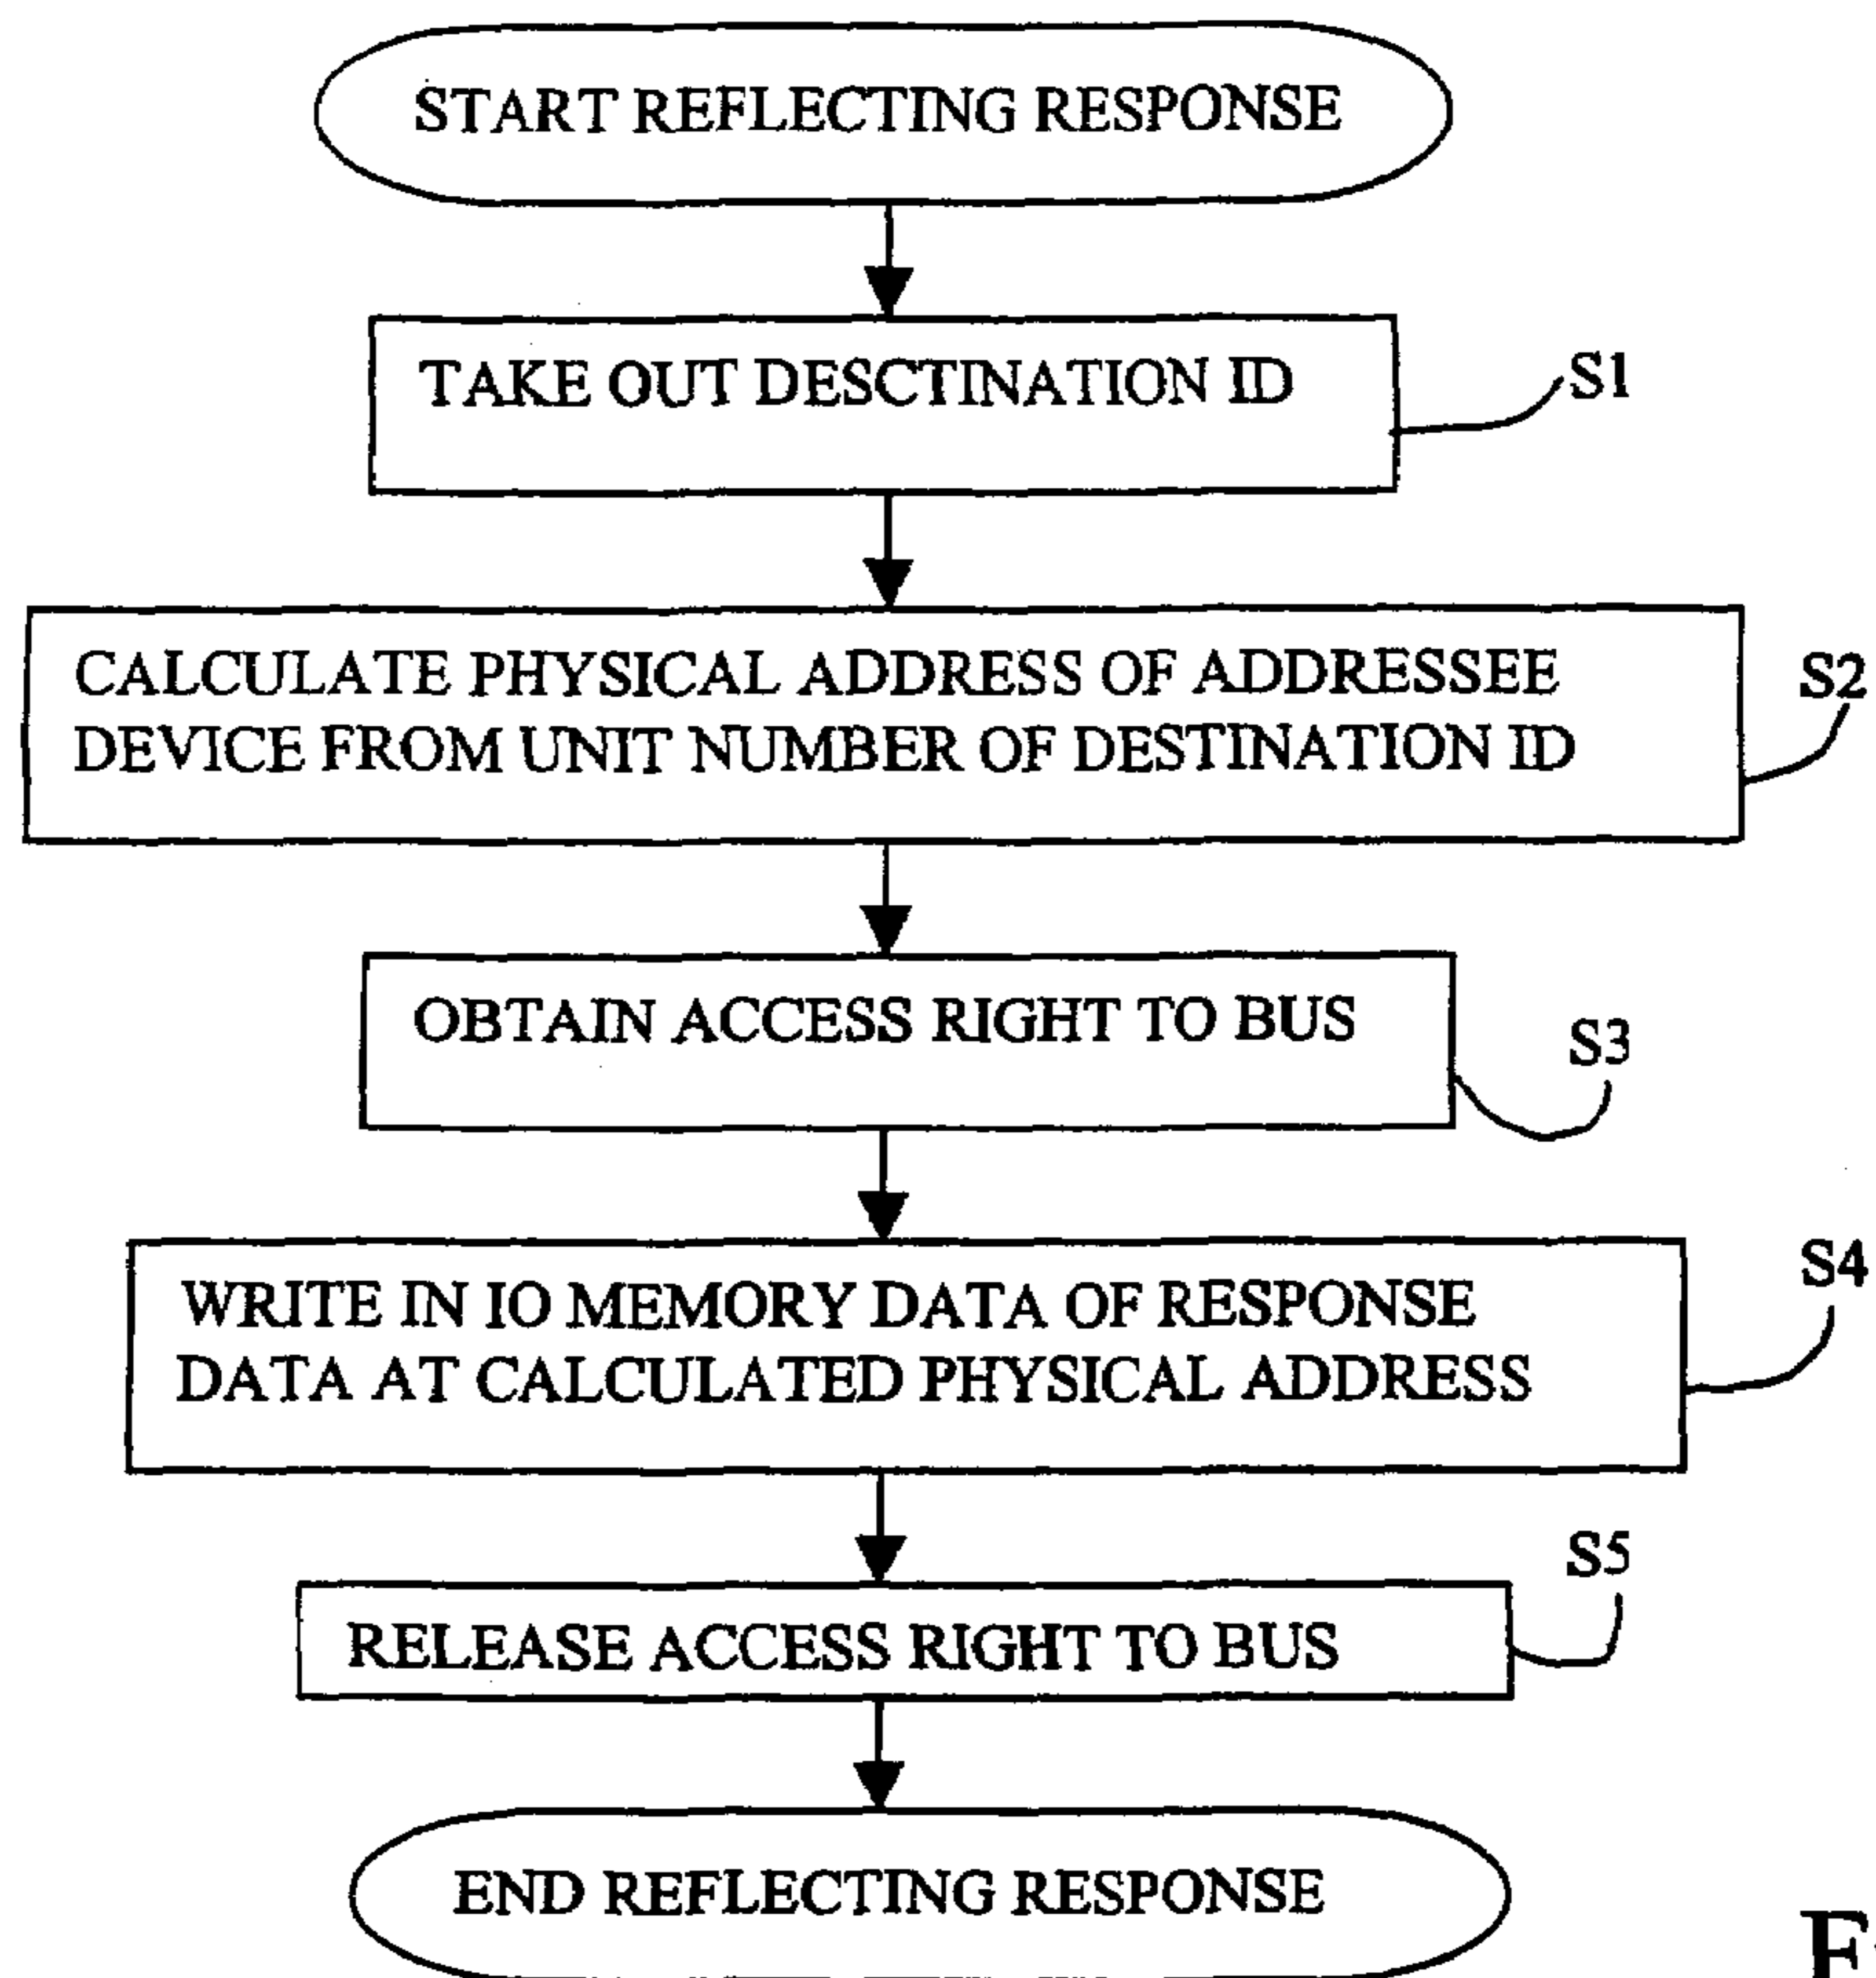 START REFLECTING RESPONSE
TAKE OUT DESCTINATION ID
S1
CALCULATE PHYSICAL ADDRESS OF ADDRESSEE
DEVICE FROM UNIT NUMBER OF DESTINATION ID
S2
OBTAIN ACCESS RIGHT TO BUS
S3
WRITE IN IO MEMORY DATA OF RESPONSE
DATA AT CALCULATED PHYSICAL ADDRESS
S4
RELEASE ACCESS RIGHT TO BUS
S5
END REFLECTING RESPONSE